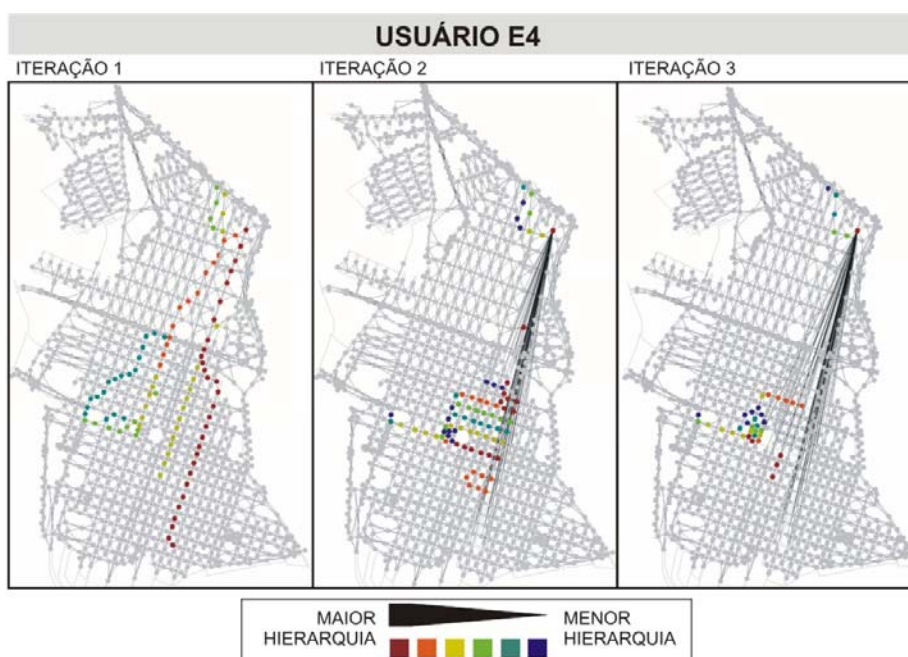 USUÁRIO E4
ITERAÇÃO 1
ITERAÇÃO 2
ITERAÇÃO 3
MAIOR
HIERARQUIA
MENOR
HIERARQUIA